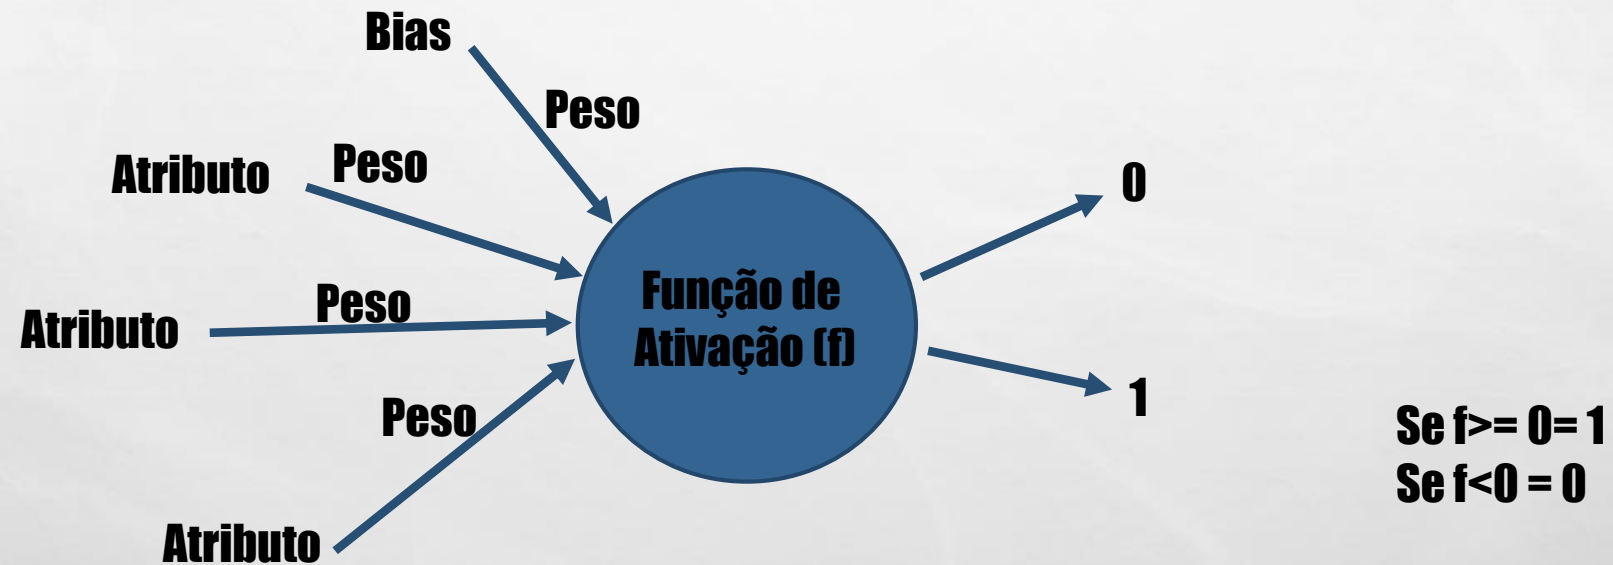 Bias
Peso
Atributo
Peso
0
Função de
Ativação (f)
Atributo
Peso
1
Peso
Se f>= 0= 1
Se f<0 = 0
Atributo